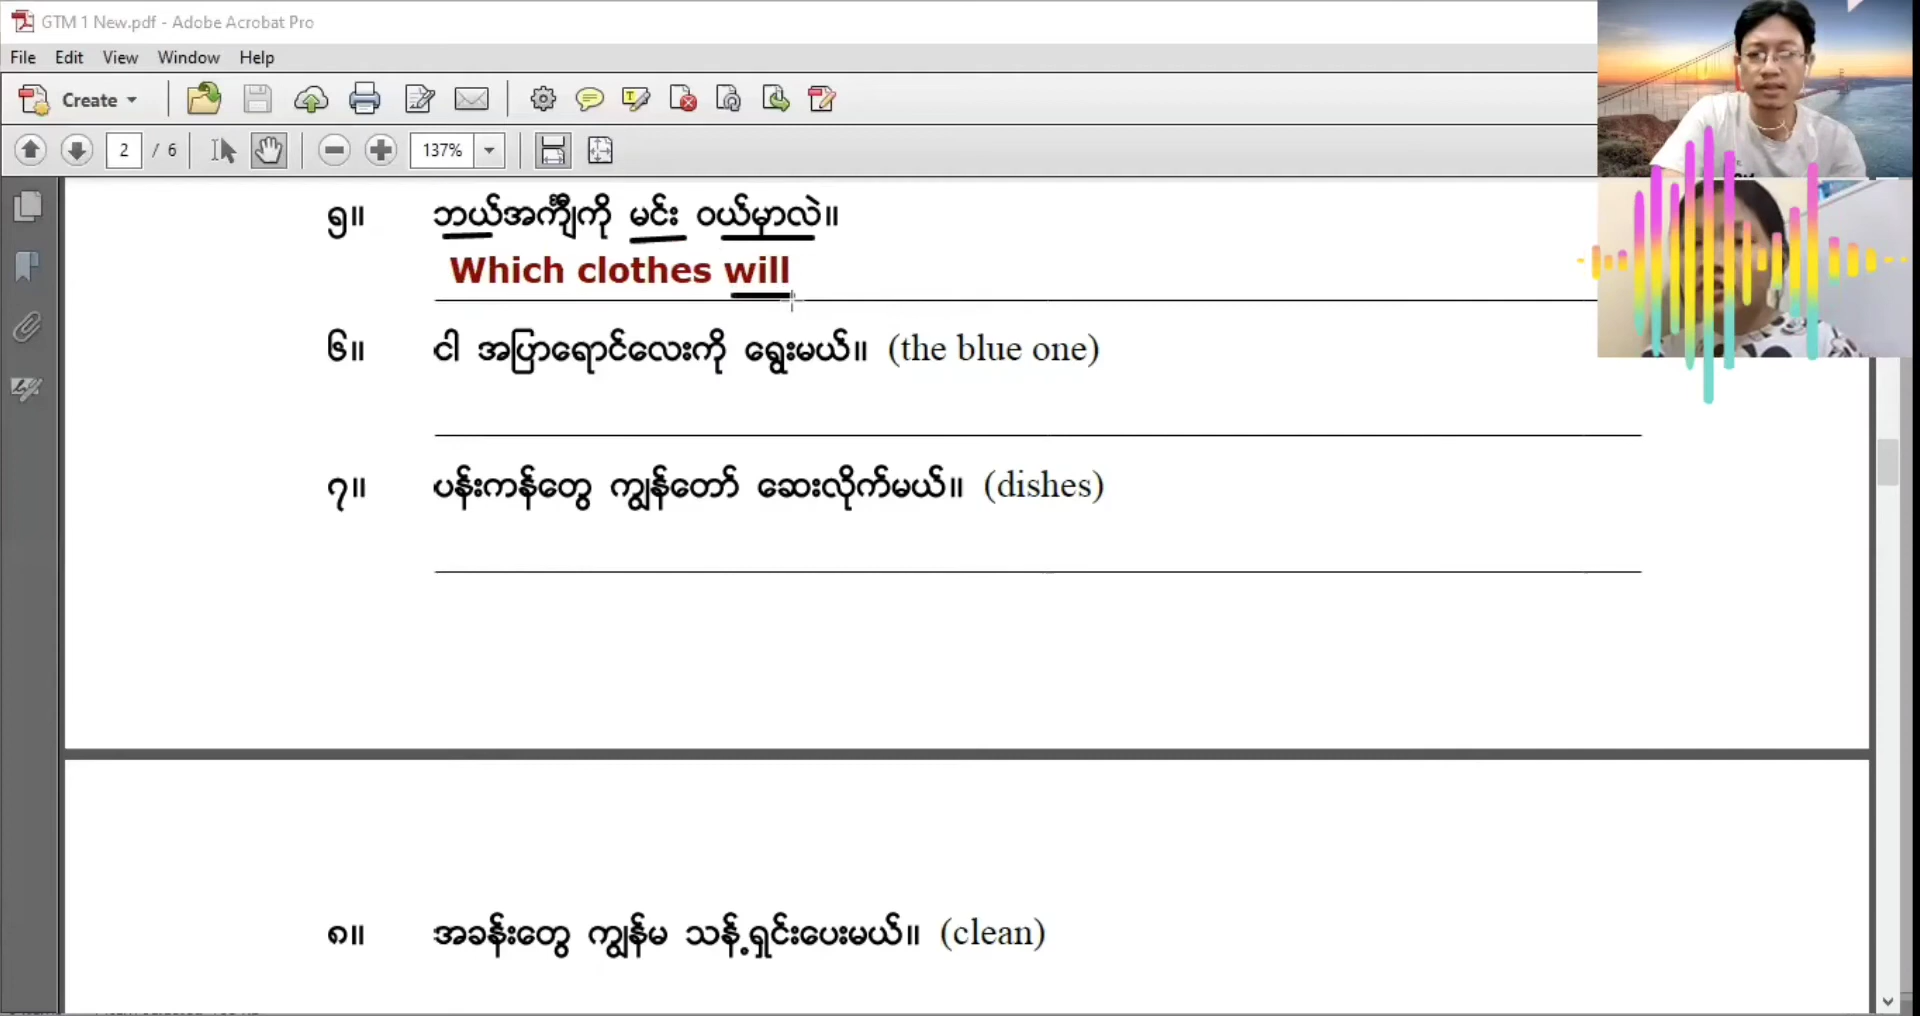 GTM 1 New.pdf - Adobe Acrobat Pro
File Edit View Window Help
Create
2 / 6 137%
၅။ ဘယ်အင်္ကျီကို မင်း ဝယ်မှာလဲ။
Which clothes will
၆။ ငါ အပြာရောင်လေးကို ရွေးမယ်။ (the blue one)
၇။ ပန်းကန်တွေ ကျွန်တော် ဆေးလိုက်မယ်။ (dishes)
၈။ အခန်းတွေ ကျွန်မ သန့်ရှင်းပေးမယ်။ (clean)